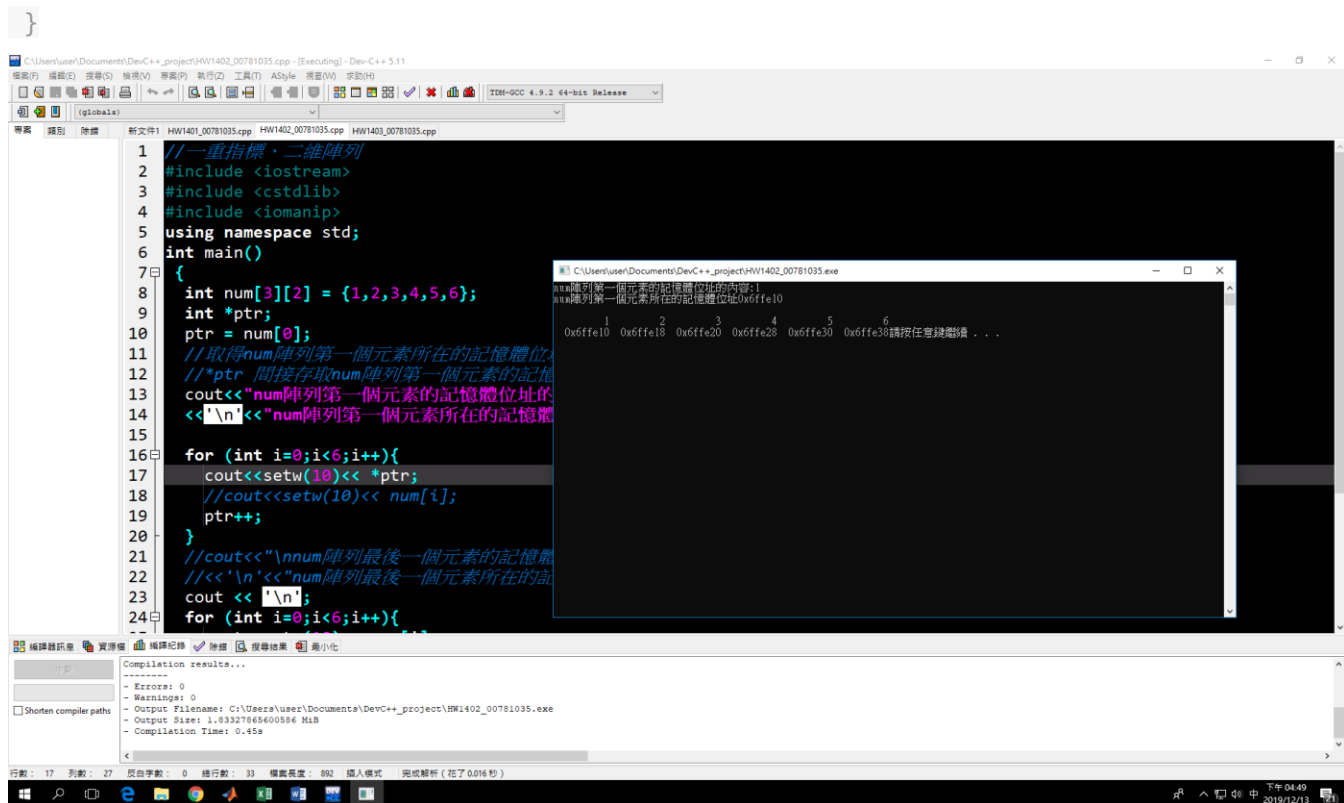 }
C:\Users\user\Documents\DevC++_project\HW1402_00781035.cpp - [Executing] - Dev-C++ 5.11
檔案(F) 編輯(E) 搜尋(S) 檢視(V) 專案(P) 執行(Z) 工具(T) AStyle 視窗(W) 求助(H)
TDM-GCC 4.9.2 64-bit Release
(globals)
專案 類別 除錯 新文件1 HW1401_00781035.cpp HW1402_00781035.cpp HW1403_00781035.cpp
1 //一重指標、二維陣列
2 #include <iostream>
3 #include <cstdlib>
4 #include <iomanip>
5 using namespace std;
6 int main()
7 {
8 int num[3][2] = {1,2,3,4,5,6};
9 int *ptr;
10 ptr = num[0];
11 //取得num陣列第一個元素所在的記憶體位
12 //*ptr 間接存取num陣列第一個元素的記憶
13 cout<<"num陣列第一個元素的記憶體位址的
14 <<'\n'<<"num陣列第一個元素所在的記憶體
15
16 for (int i=0;i<6;i++){
17 cout<<setw(10)<< *ptr;
18 //cout<<setw(10)<< num[i];
19 ptr++;
20 }
21 //cout<<"\nnum陣列最後一個元素的記憶體
22 //<<'\n'<<"num陣列最後一個元素所在的記
23 cout << '\n';
24 for (int i=0;i<6;i++){
C:\Users\user\Documents\DevC++_project\HW1402_00781035.exe
num陣列第一個元素的記憶體位址的內容:1
num陣列第一個元素所在的記憶體位址0x6ffe10
1 2 3 4 5 6
0x6ffe10 0x6ffe18 0x6ffe20 0x6ffe28 0x6ffe30 0x6ffe38請按任意鍵繼續 . . .
編譯器訊息 資源檔 編譯紀錄 除錯 搜尋結果 最小化
中斷
Shorten compiler paths
Compilation results...
--------
- Errors: 0
- Warnings: 0
- Output Filename: C:\Users\user\Documents\DevC++_project\HW1402_00781035.exe
- Output Size: 1.83327865600586 MiB
- Compilation Time: 0.45s
行數: 17 列數: 27 反白字數: 0 總行數: 33 檔案長度: 892 插入模式 完成解析 ( 花了 0.016 秒 )
中 下午 04:49
2019/12/13